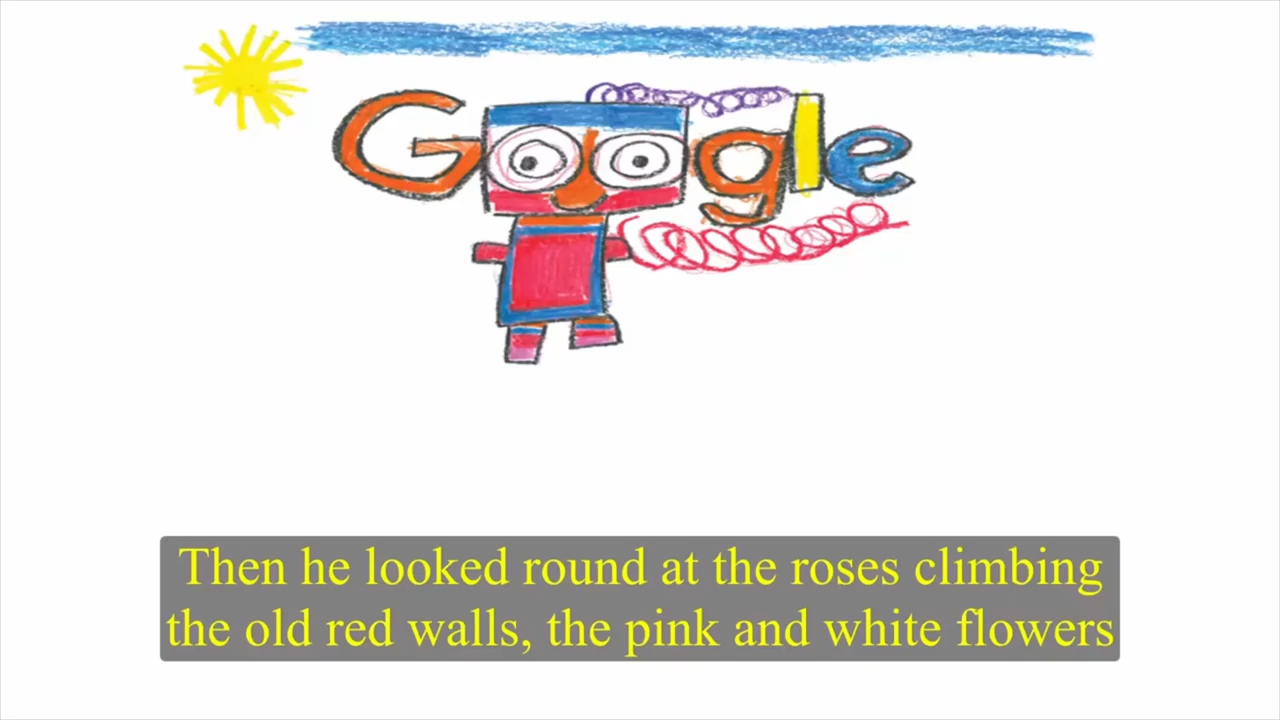 Google
Then he looked round at the roses climbing
the old red walls, the pink and white flowers